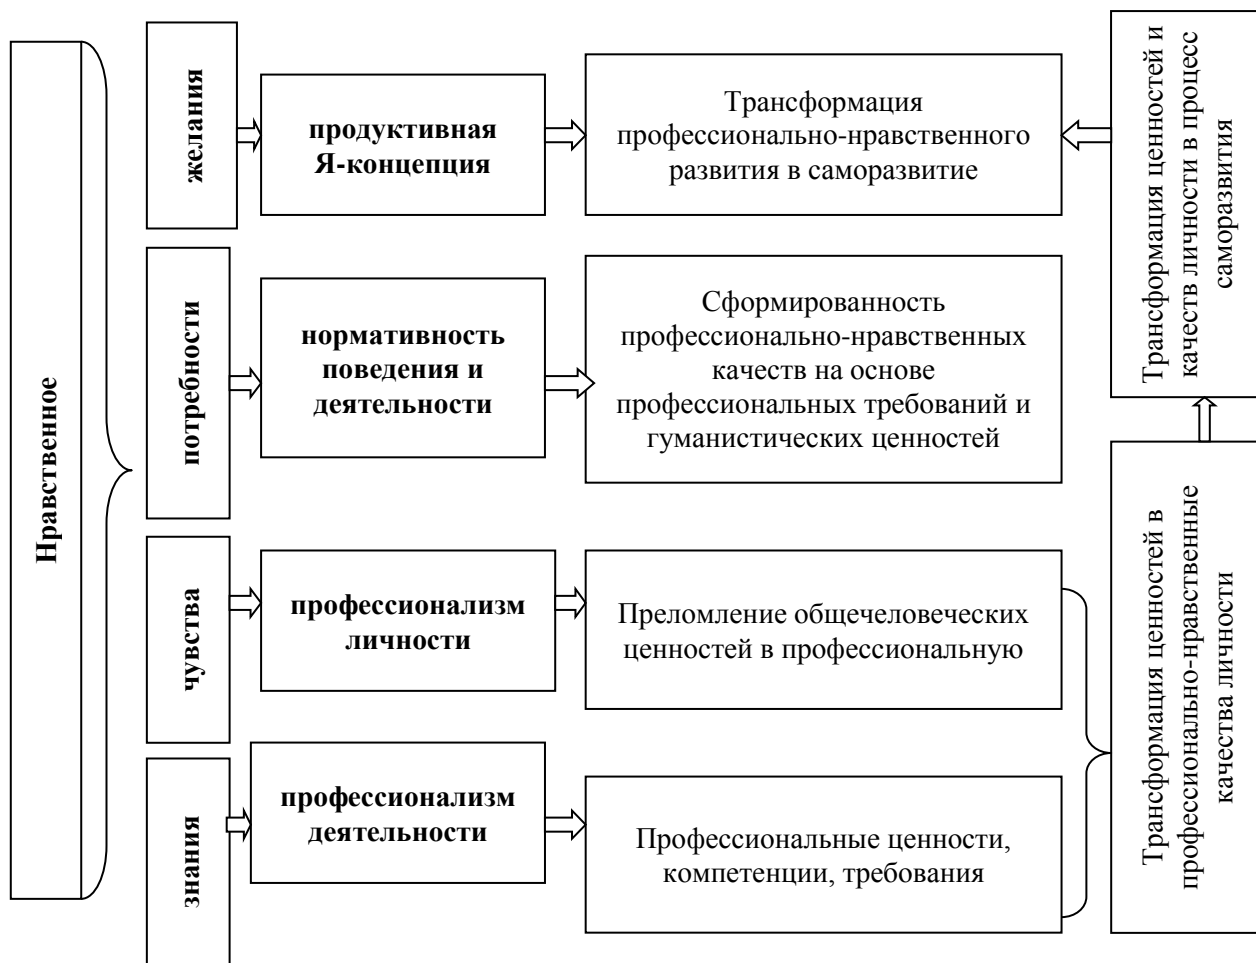 Нравственное
желания
продуктивная
Я-концепция
Трансформация
профессионально-нравственного
развития в саморазвитие
Трансформация ценностей и
качеств личности в процесс
саморазвития
потребности
нормативность
поведения и
деятельности
Сформированность
профессионально-нравственных
качеств на основе
профессиональных требований и
гуманистических ценностей
чувства
профессионализм
личности
Преломление общечеловеческих
ценностей в профессиональную
Трансформация ценностей в
профессионально-нравственные
качества личности
знания
профессионализм
деятельности
Профессиональные ценности,
компетенции, требования